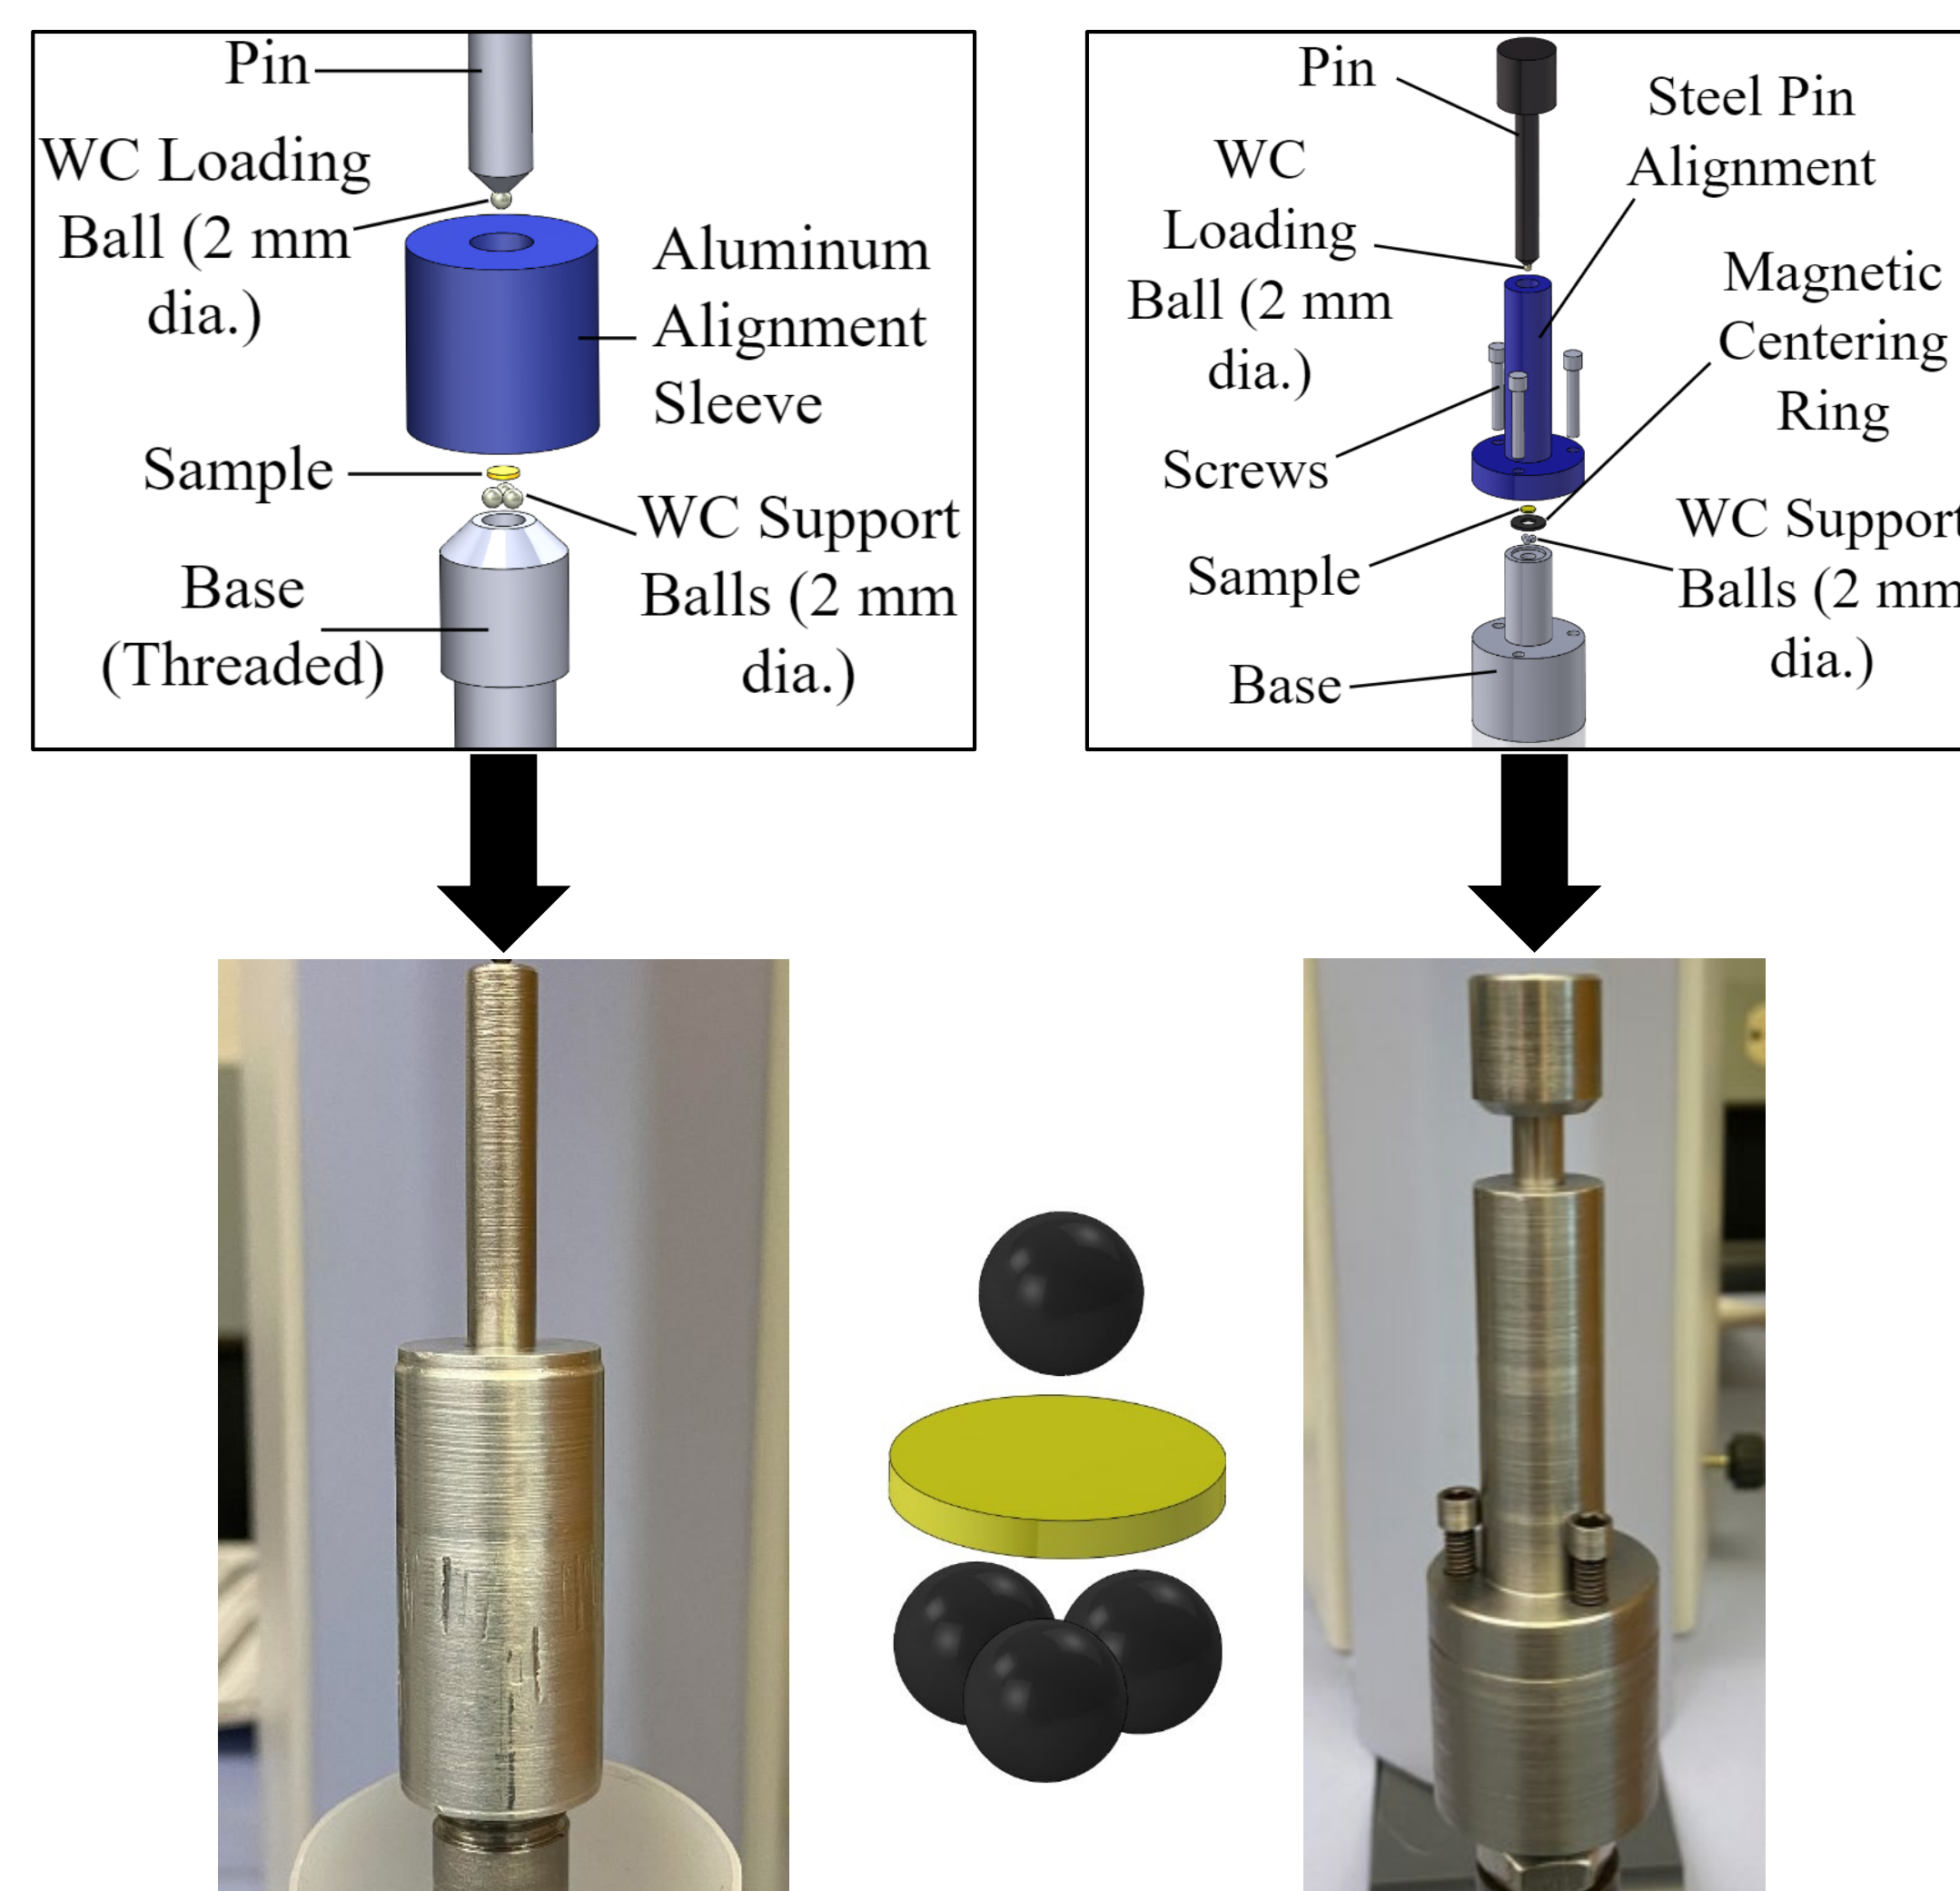 Pin
WC Loading
Ball (2 mm
dia.)
Aluminum
Alignment
Sleeve
Sample
WC Support
Balls (2 mm
dia.)
Base
(Threaded)
Pin
Steel Pin
Alignment
WC
Loading
Ball (2 mm
dia.)
Magnetic
Centering
Ring
Screws
Sample
WC Support
Balls (2 mm
dia.)
Base